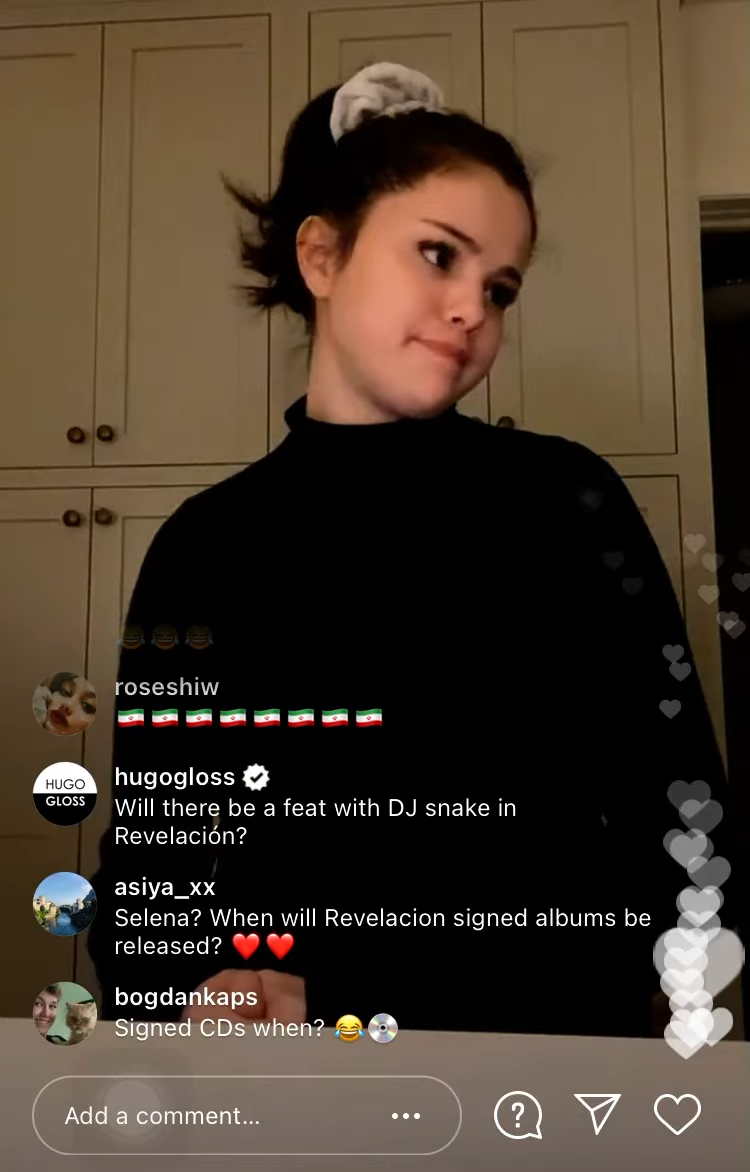 😂😂😂
roseshiw
🇮🇷🇮🇷🇮🇷🇮🇷🇮🇷🇮🇷🇮🇷🇮🇷
HUGO
GLOSS
hugogloss
Will there be a feat with DJ snake in
Revelación?
asiya_xx
Selena? When will Revelacion signed albums be
released? ❤️❤️
bogdankaps
Signed CDs when? 😂💿
Add a comment...